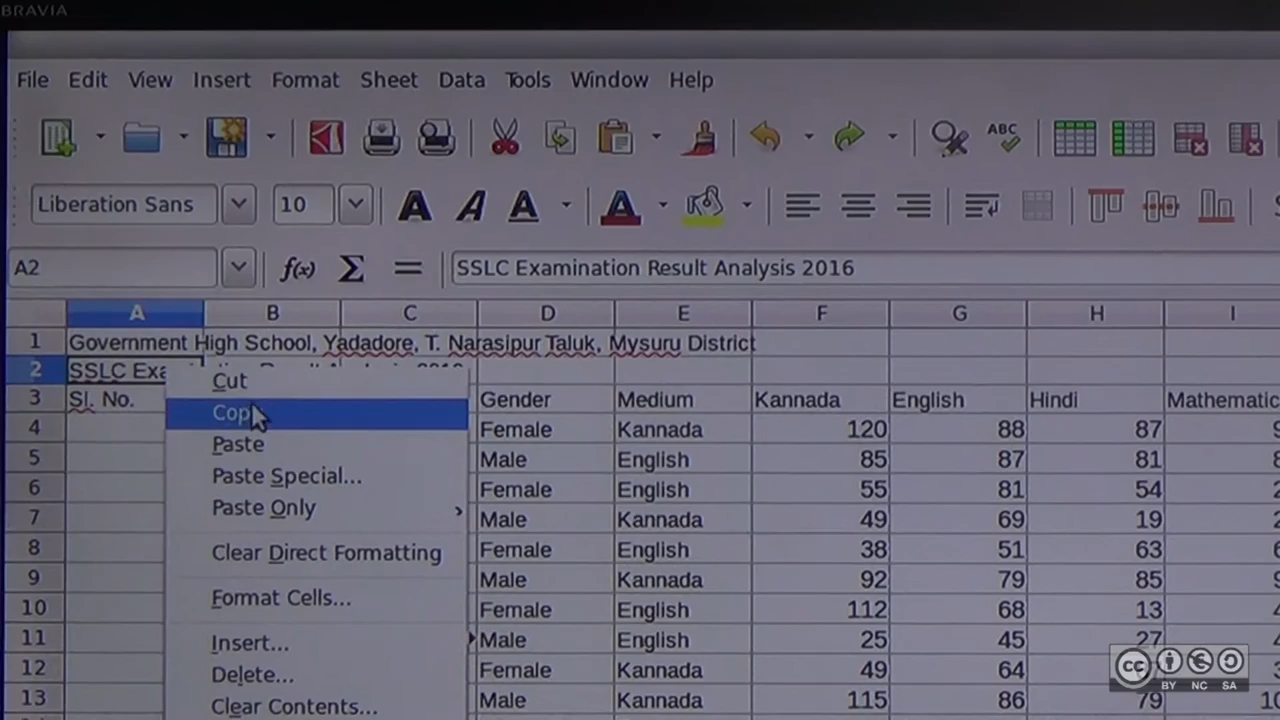 BRAVIA
File Edit View Insert Format Sheet Data Tools Window Help
ABC
Liberation Sans 10
A2 SSLC Examination Result Analysis 2016
A B C D E F G H I
1 Government High School, Yadadore, T. Narasipur Taluk, Mysuru District
2 SSLC Exa
3 Sl. No. Gender Medium Kannada English Hindi Mathematic
4 Female Kannada 120 88 87
5 Male English 85 87 81
6 Female English 55 81 54
7 Male Kannada 49 69 19
8 Female English 38 51 63
9 Male Kannada 92 79 85
10 Female English 112 68 13
11 Male English 25 45 27
12 Female Kannada 49 64
13 Male Kannada 115 86 79 10
Cut
Cop
Paste
Paste Special...
Paste Only
Clear Direct Formatting
Format Cells...
Insert...
Delete...
Clear Contents...
CC BY NC SA